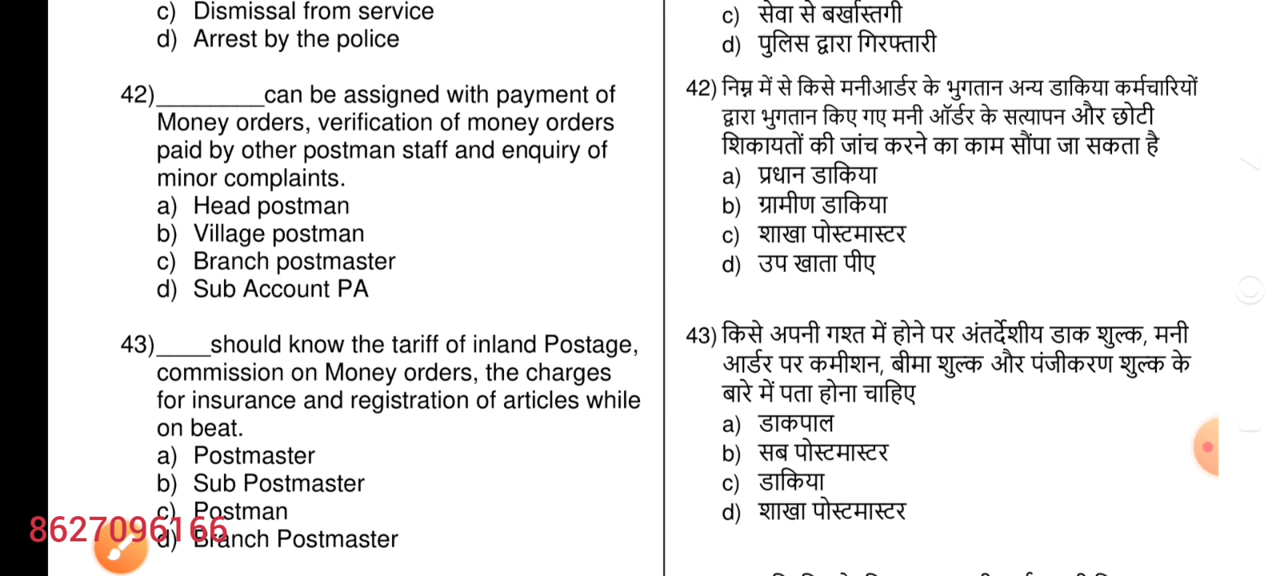 c) Dismissal from service
d) Arrest by the police
42)________can be assigned with payment of
Money orders, verification of money orders
paid by other postman staff and enquiry of
minor complaints.
a) Head postman
b) Village postman
c) Branch postmaster
d) Sub Account PA
43)____should know the tariff of inland Postage,
commission on Money orders, the charges
for insurance and registration of articles while
on beat.
a) Postmaster
b) Sub Postmaster
c) Postman
d) Branch Postmaster
8627096166
c) सेवा से बर्खास्तगी
d) पुलिस द्वारा गिरफ्तारी
42) निम्न में से किसे मनीआर्डर के भुगतान अन्य डाकिया कर्मचारियों
द्वारा भुगतान किए गए मनी ऑर्डर के सत्यापन और छोटी
शिकायतों की जांच करने का काम सौंपा जा सकता है
a) प्रधान डाकिया
b) ग्रामीण डाकिया
c) शाखा पोस्टमास्टर
d) उप खाता पीए
43) किसे अपनी गश्त में होने पर अंतर्देशीय डाक शुल्क, मनी
आर्डर पर कमीशन, बीमा शुल्क और पंजीकरण शुल्क के
बारे में पता होना चाहिए
a) डाकपाल
b) सब पोस्टमास्टर
c) डाकिया
d) शाखा पोस्टमास्टर